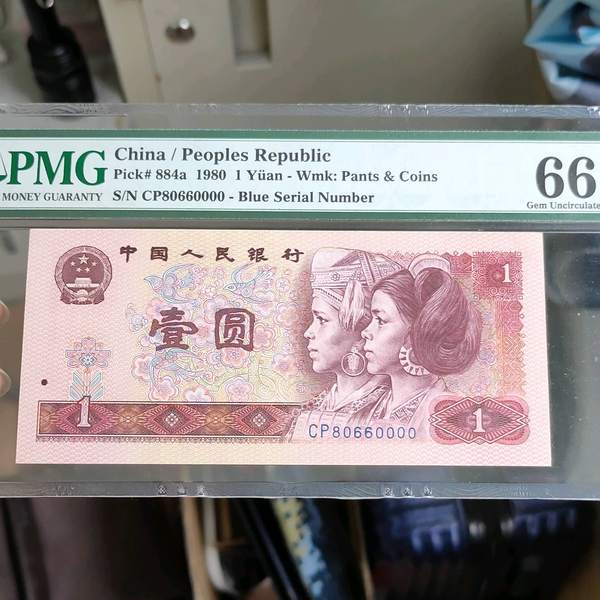 PMG
MONEY GUARANTY
China / Peoples Republic
Pick# 884a 1980 1 Yüan - Wmk: Pants & Coins
S/N CP80660000 - Blue Serial Number
66
Gem Uncirculate
中国人民银行
壹圆
1
1
1
CP80660000